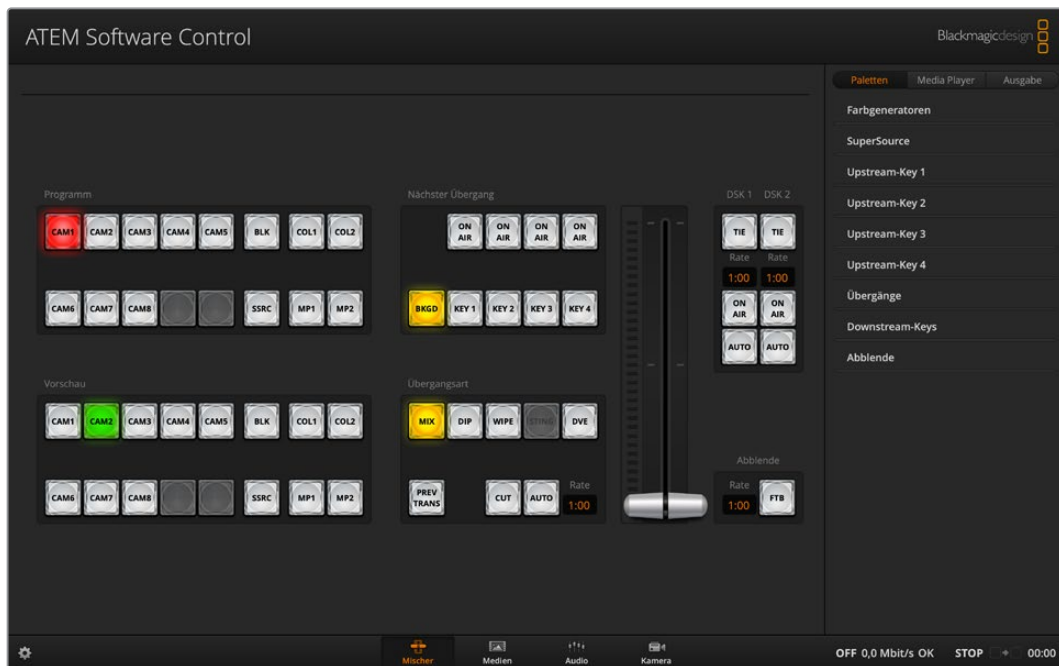 ATEM Software Control
Blackmagicdesign
Paletten Media Player Ausgabe
Farbgeneratoren
SuperSource
Upstream-Key 1
Upstream-Key 2
Upstream-Key 3
Upstream-Key 4
Übergänge
Downstream-Keys
Abblende
Programm
CAM1 CAM2 CAM3 CAM4 CAM5 BLK COL1 COL2
CAM6 CAM7 CAM8 SSRC MP1 MP2
Nächster Übergang
ON AIR ON AIR ON AIR ON AIR
BKGD KEY 1 KEY 2 KEY 3 KEY 4
DSK 1 DSK 2
TIE TIE
Rate Rate
1:00 1:00
ON AIR ON AIR
AUTO AUTO
Vorschau
CAM1 CAM2 CAM3 CAM4 CAM5 BLK COL1 COL2
CAM6 CAM7 CAM8 SSRC MP1 MP2
Übergangsart
MIX DIP WIPE STING DVE
PREV TRANS CUT AUTO Rate 1:00
Abblende
Rate
1:00 FTB
Mischer Medien Audio Kamera
OFF 0,0 Mbit/s OK STOP 00:00